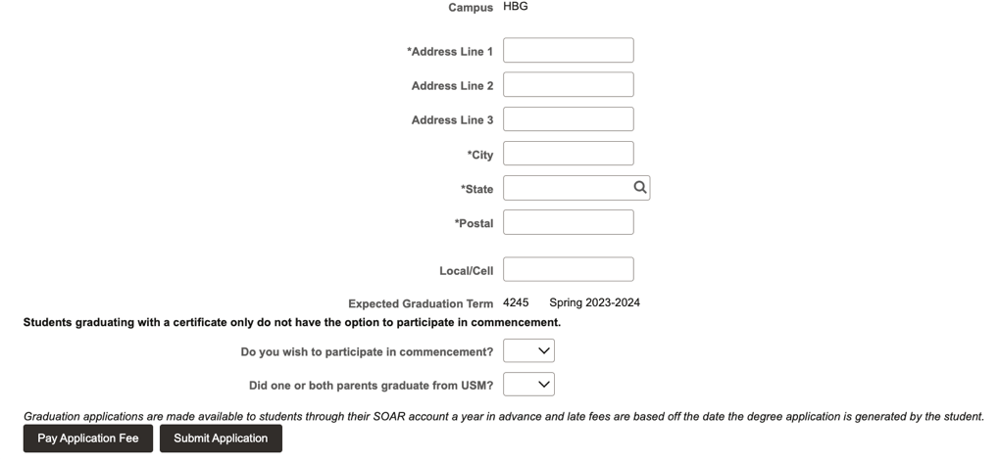 Campus HBG
*Address Line 1
Address Line 2
Address Line 3
*City
*State
*Postal
Local/Cell
Expected Graduation Term 4245 Spring 2023-2024
Students graduating with a certificate only do not have the option to participate in commencement.
Do you wish to participate in commencement?
Did one or both parents graduate from USM?
Graduation applications are made available to students through their SOAR account a year in advance and late fees are based off the date the degree application is generated by the student.
Pay Application Fee Submit Application